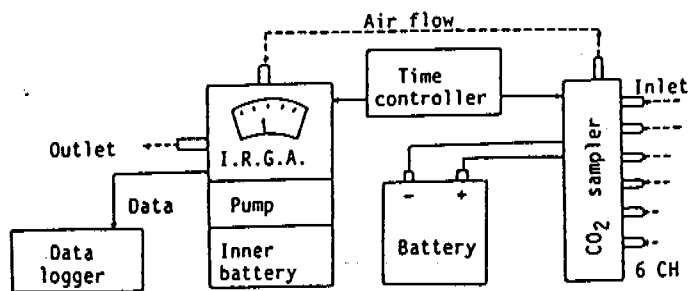 Air flow
Time
controller
Inlet
Outlet
I.R.G.A.
CO2 sampler
Data
Pump
- +
Battery
Data
logger
Inner
battery
6 CH